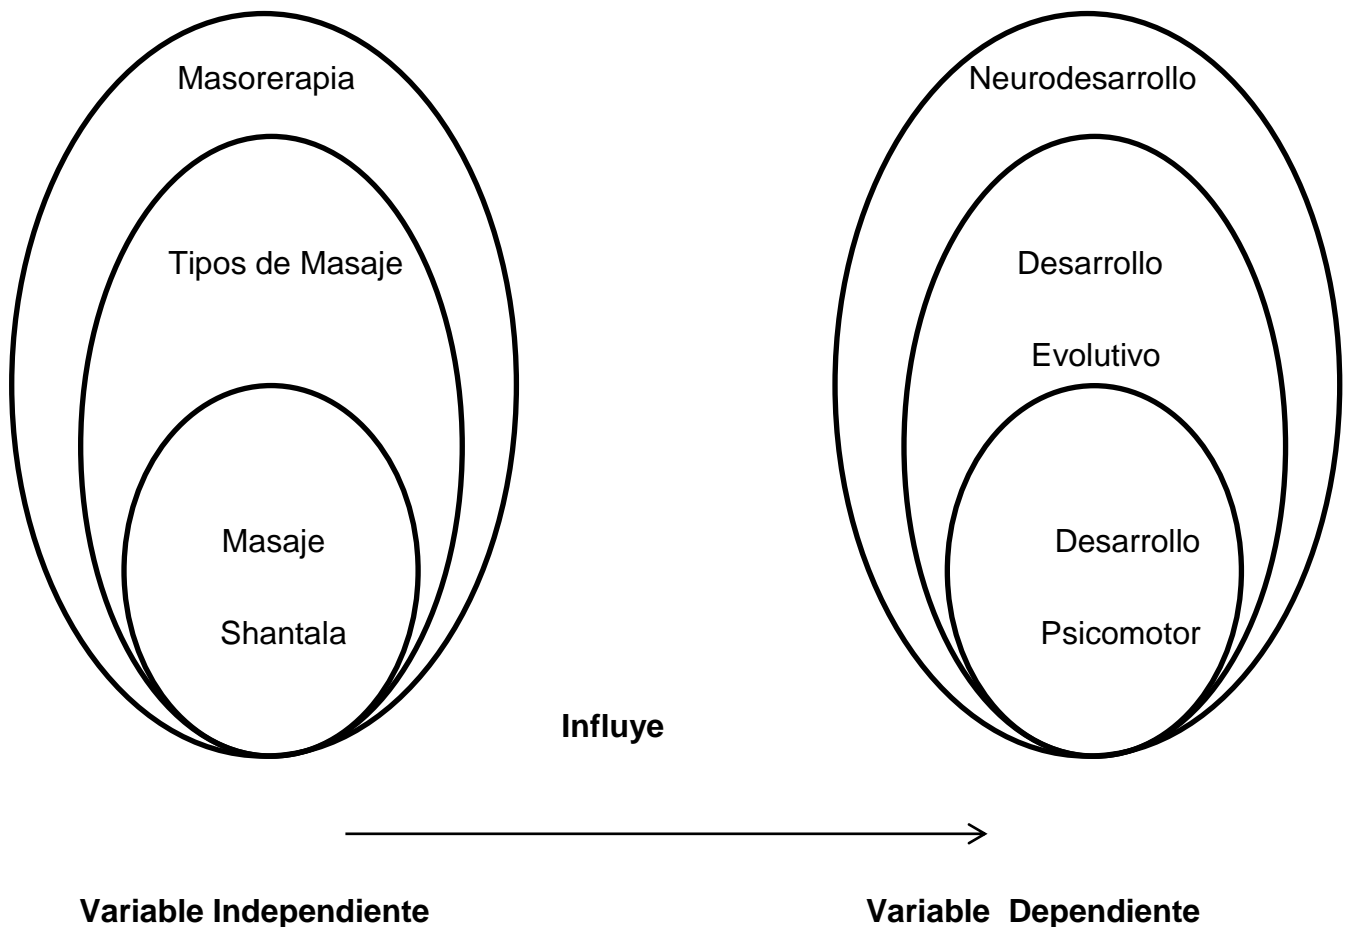 Masorerapia
Tipos de Masaje
Masaje
Shantala
Neurodesarrollo
Desarrollo
Evolutivo
Desarrollo
Psicomotor
Influye
Variable Independiente
Variable  Dependiente